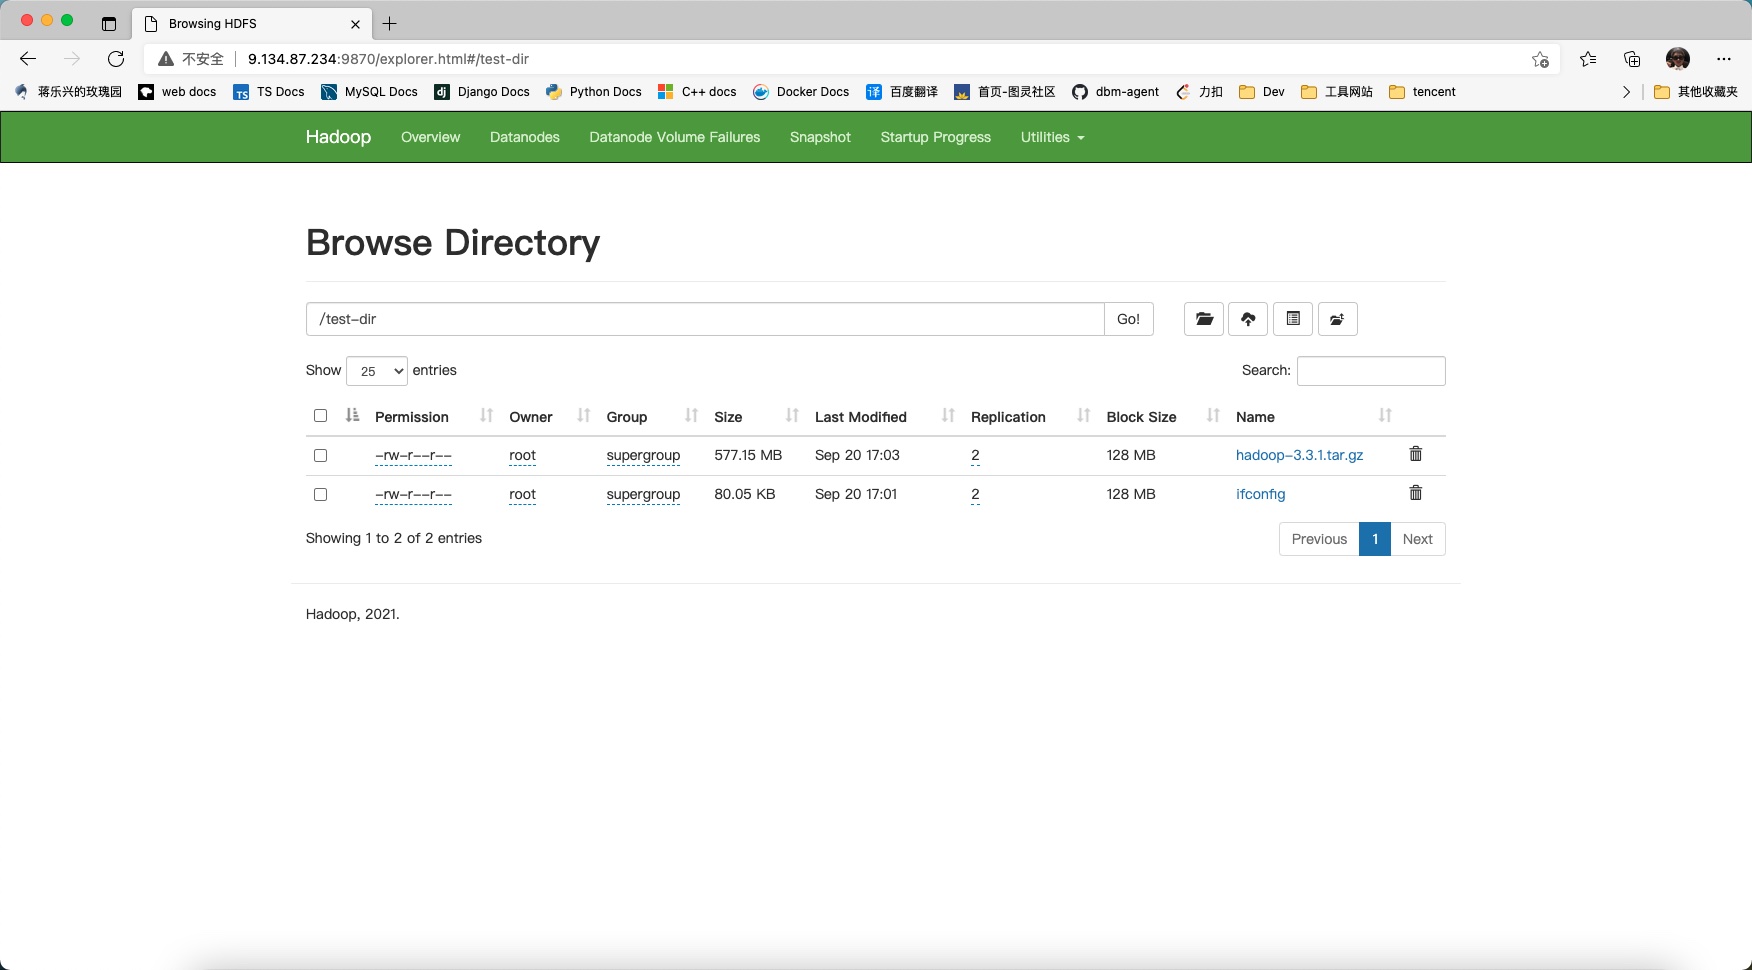 Browsing HDFS
不安全 9.134.87.234:9870/explorer.html#/test-dir
蒋乐兴的玫瑰园 web docs TS TS Docs MySQL Docs dj Django Docs Python Docs C++ docs Docker Docs 译 百度翻译 首页-图灵社区 dbm-agent 力扣 Dev 工具网站 tencent 其他收藏夹
Hadoop Overview Datanodes Datanode Volume Failures Snapshot Startup Progress Utilities
Browse Directory
/test-dir Go!
Show 25 entries Search:
Permission Owner Group Size Last Modified Replication Block Size Name
-rw-r--r-- root supergroup 577.15 MB Sep 20 17:03 2 128 MB hadoop-3.3.1.tar.gz
-rw-r--r-- root supergroup 80.05 KB Sep 20 17:01 2 128 MB ifconfig
Showing 1 to 2 of 2 entries Previous 1 Next
Hadoop, 2021.